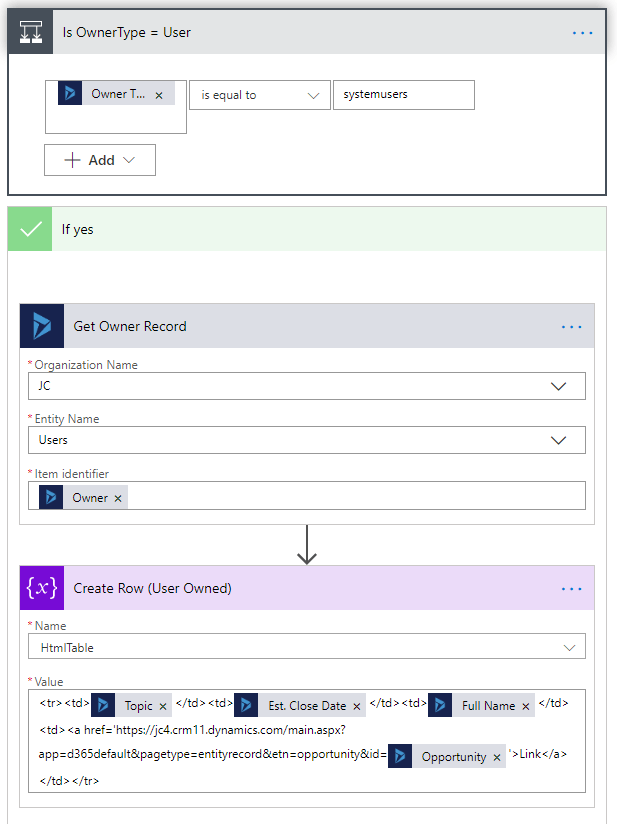 Is OwnerType = User
...
Owner T... × is equal to systemusers
+ Add
If yes
Get Owner Record
...
* Organization Name
JC
* Entity Name
Users
* Item identifier
Owner ×
{x} Create Row (User Owned)
...
* Name
HtmlTable
* Value
<tr><td> Topic × </td><td> Est. Close Date × </td><td> Full Name × </td>
<td><a href='https://jc4.crm11.dynamics.com/main.aspx?
app=d365default&pagetype=entityrecord&etn=opportunity&id= Opportunity × '>Link</a>
</td></tr>